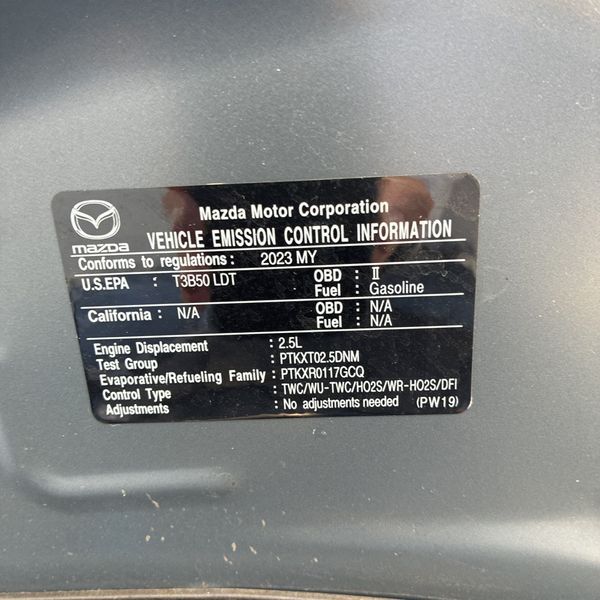 Mazda Motor Corporation
mazda VEHICLE EMISSION CONTROL INFORMATION
Conforms to regulations : 2023 MY
U.S.EPA : T3B50 LDT OBD : II
Fuel : Gasoline
California : N/A OBD : N/A
Fuel : N/A
Engine Displacement : 2.5L
Test Group : PTKXT02.5DNM
Evaporative/Refueling Family : PTKXR0117GCQ
Control Type : TWC/WU-TWC/HO2S/WR-HO2S/DFI
Adjustments : No adjustments needed (PW19)